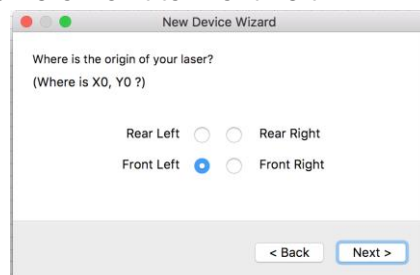 New Device Wizard
Where is the origin of your laser?
(Where is X0, Y0 ?)
Rear Left Rear Right
Front Left Front Right
< Back Next >